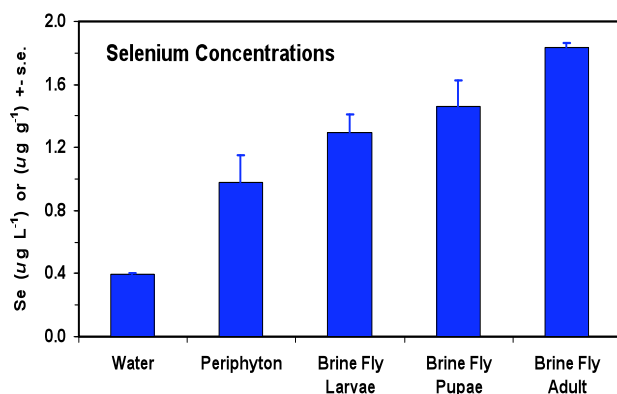 Selenium Concentrations
Se (ug L-1) or (ug g-1) +- s.e.
2.0
1.6
1.2
0.8
0.4
0.0
Water Periphyton Brine Fly Brine Fly Brine Fly
Larvae Pupae Adult